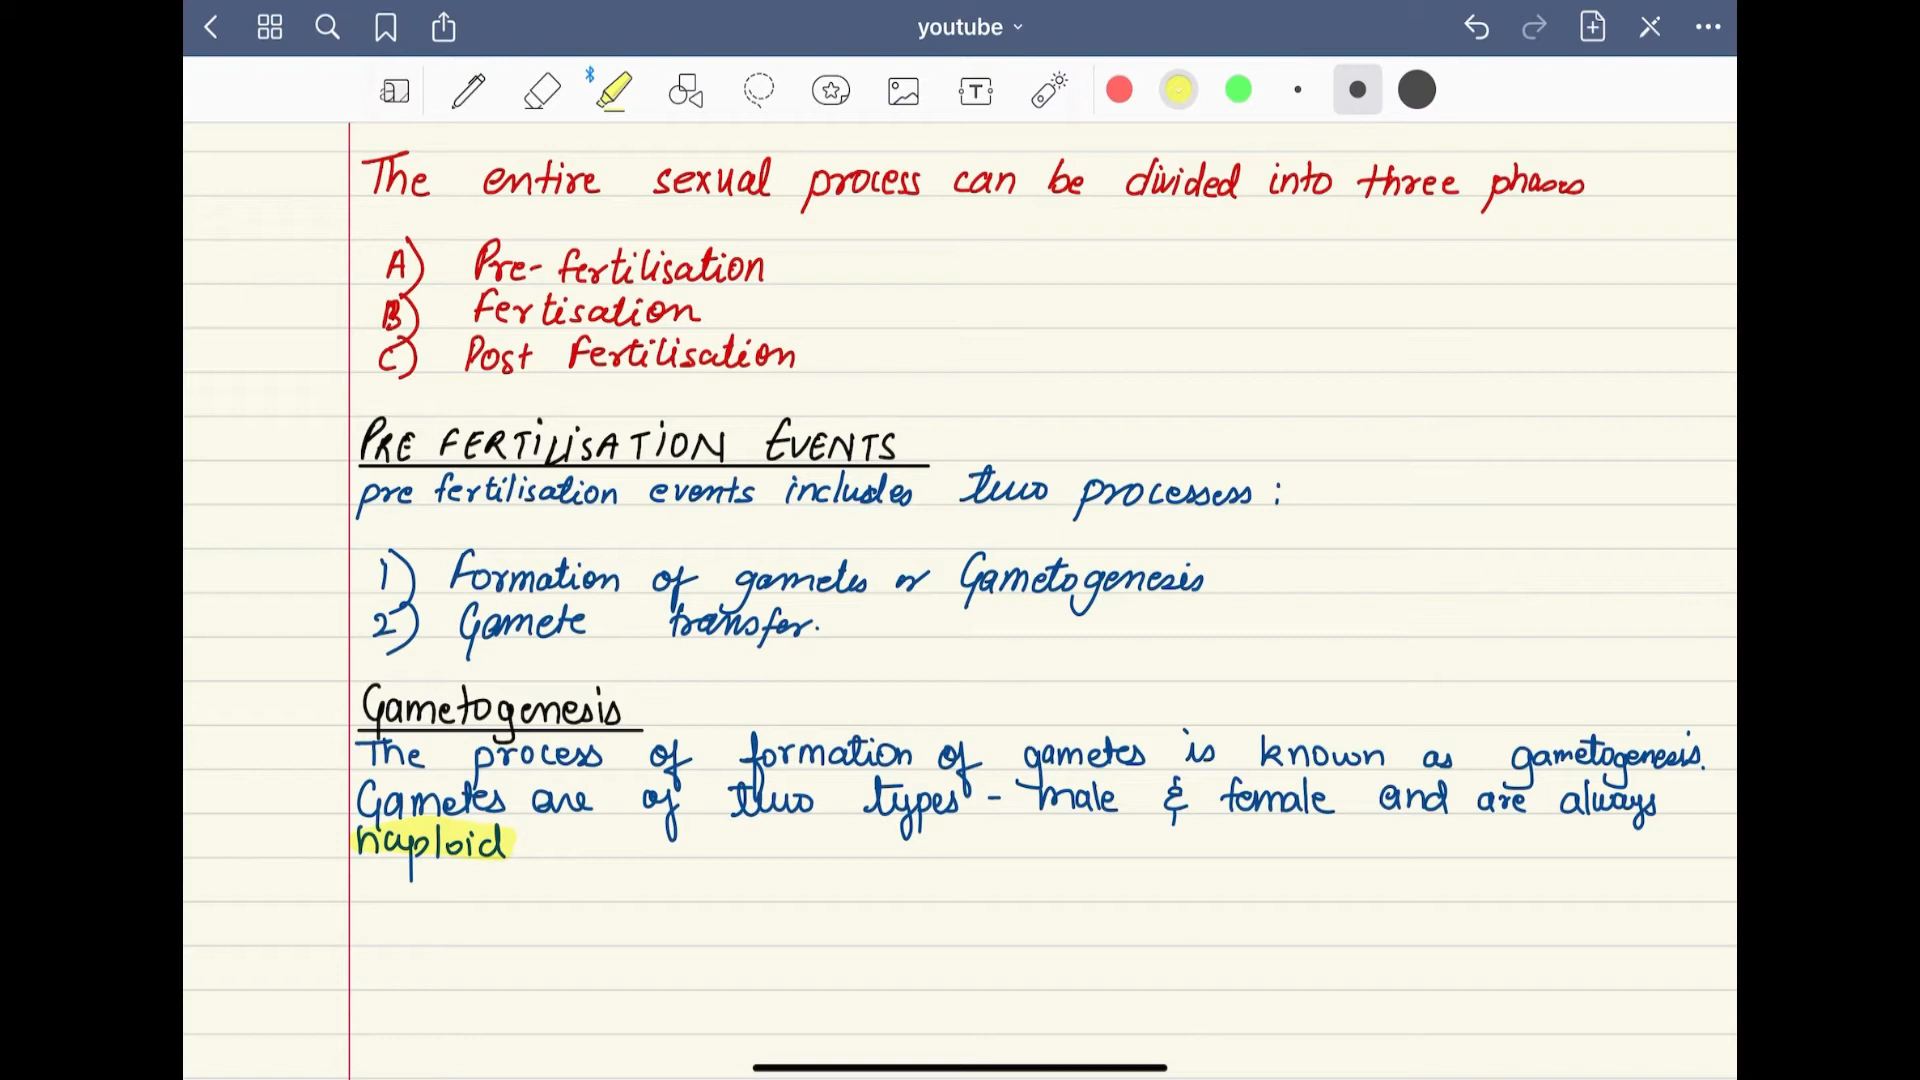 youtube
The entire sexual process can be divided into three phases
A) Pre-fertilisation
B) Fertisation
C) Post Fertilisation
PRE FERTILISATION EVENTS
pre fertilisation events includes two processess :
1) Formation of gametes or Gametogenesis
2) Gamete transfer.
Gametogenesis
The process of formation of gametes is known as gametogenesis.
Gametes are of two types - male & female and are always
haploid